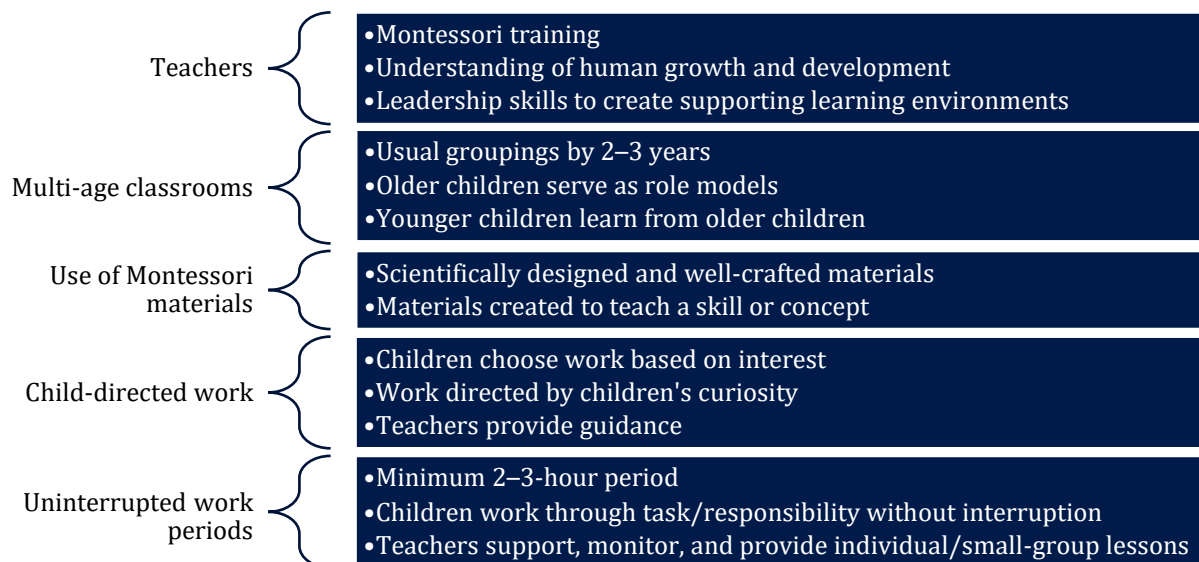 Teachers
•Montessori training
•Understanding of human growth and development
•Leadership skills to create supporting learning environments
Multi-age classrooms
•Usual groupings by 2–3 years
•Older children serve as role models
•Younger children learn from older children
Use of Montessori
materials
•Scientifically designed and well-crafted materials
•Materials created to teach a skill or concept
Child-directed work
•Children choose work based on interest
•Work directed by children's curiosity
•Teachers provide guidance
Uninterrupted work
periods
•Minimum 2–3-hour period
•Children work through task/responsibility without interruption
•Teachers support, monitor, and provide individual/small-group lessons